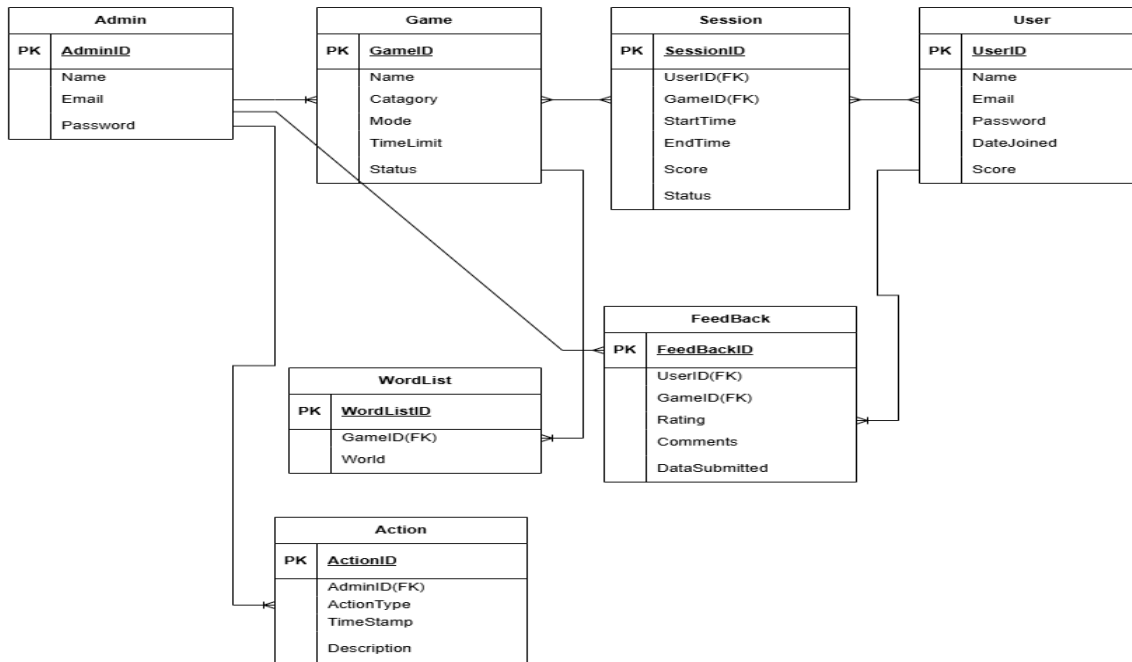 Admin
PK AdminID
Name
Email
Password
Game
PK GameID
Name
Catagory
Mode
TimeLimit
Status
Session
PK SessionID
UserID(FK)
GameID(FK)
StartTime
EndTime
Score
Status
User
PK UserID
Name
Email
Password
DateJoined
Score
FeedBack
PK FeedBackID
UserID(FK)
GameID(FK)
Rating
Comments
DataSubmitted
WordList
PK WordListID
GameID(FK)
World
Action
PK ActionID
AdminID(FK)
ActionType
TimeStamp
Description